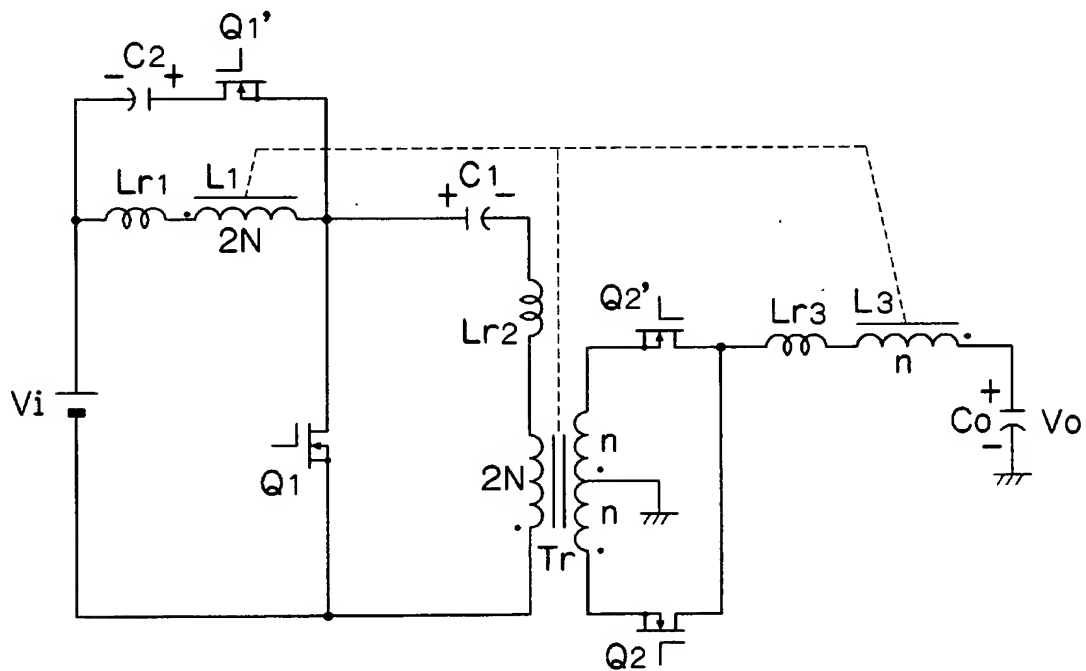 Q1'
- C2 +
Lr1
L1
2N
C1
+ -
Lr2
Q2'
Lr3
L3
n
Vi
Q1
2N
n
n
Tr
+
Co
-
Vo
Q2